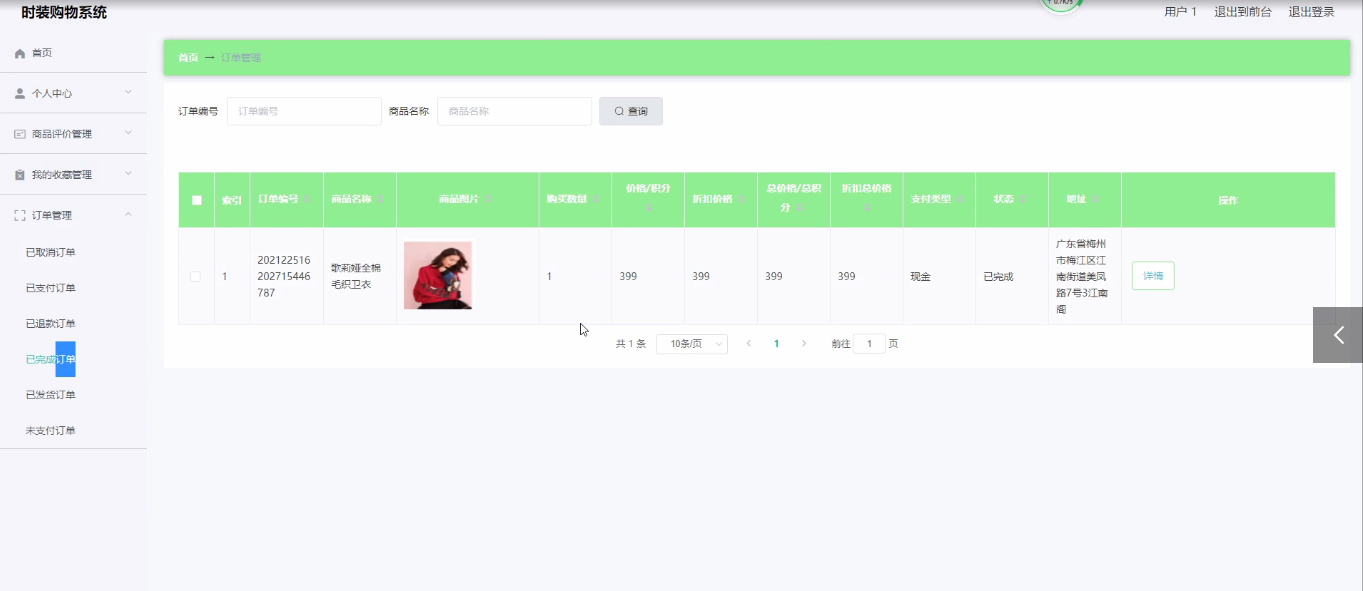 时装购物系统
用户 1 退出到前台 退出登录
首页
个人中心
商品评价管理
我的收藏管理
订单管理
已取消订单
已支付订单
已退款订单
已完成订单
已发货订单
未支付订单
首页 → 订单管理
订单编号 订单编号 商品名称 商品名称 查询
索引 订单编号 商品名称 商品图片 购买数量 价格/积分 折扣价格 总价格/总积 折扣总价格 支付类型 状态 地址 操作
分
1 202122516 歌莉娅全棉 1 399 399 399 399 现金 已完成 广东省梅州 详情
202715446 毛织卫衣 市梅江区江
787 南街道美凤
路7号3江南
阁
共 1 条 10条/页 1 前往 1 页